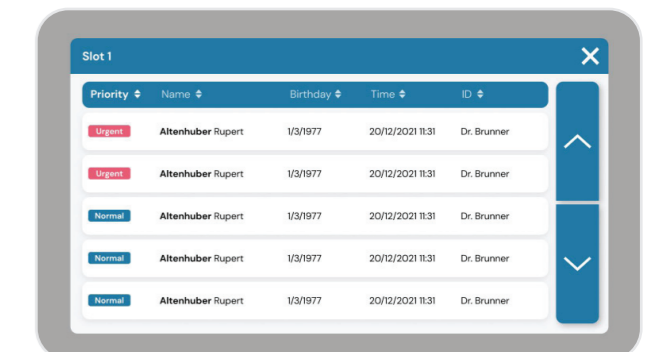 Slot 1
Priority Name Birthday Time ID
Urgent Altenhuber Rupert 1/3/1977 20/12/2021 11:31 Dr. Brunner
Urgent Altenhuber Rupert 1/3/1977 20/12/2021 11:31 Dr. Brunner
Normal Altenhuber Rupert 1/3/1977 20/12/2021 11:31 Dr. Brunner
Normal Altenhuber Rupert 1/3/1977 20/12/2021 11:31 Dr. Brunner
Normal Altenhuber Rupert 1/3/1977 20/12/2021 11:31 Dr. Brunner